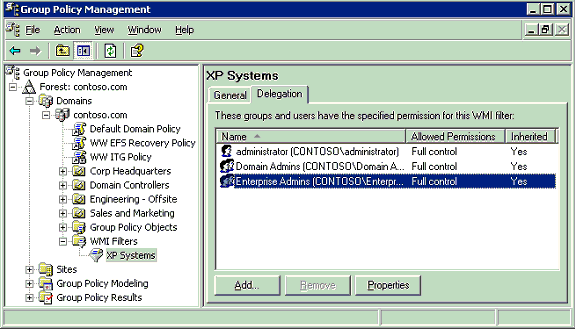 Group Policy Management
File Action View Window Help
Group Policy Management
Forest: contoso.com
Domains
contoso.com
Default Domain Policy
WW EFS Recovery Policy
WW ITG Policy
Corp Headquarters
Domain Controllers
Engineering - Offsite
Sales and Marketing
Group Policy Objects
WMI Filters
XP Systems
Sites
Group Policy Modeling
Group Policy Results
XP Systems
General Delegation
These groups and users have the specified permission for this WMI filter:
Name Allowed Permissions Inherited
administrator (CONTOSO\administrator) Full control Yes
Domain Admins (CONTOSO\Domain A... Full control Yes
Enterprise Admins (CONTOSO\Enterpr... Full control Yes
Add... Remove Properties